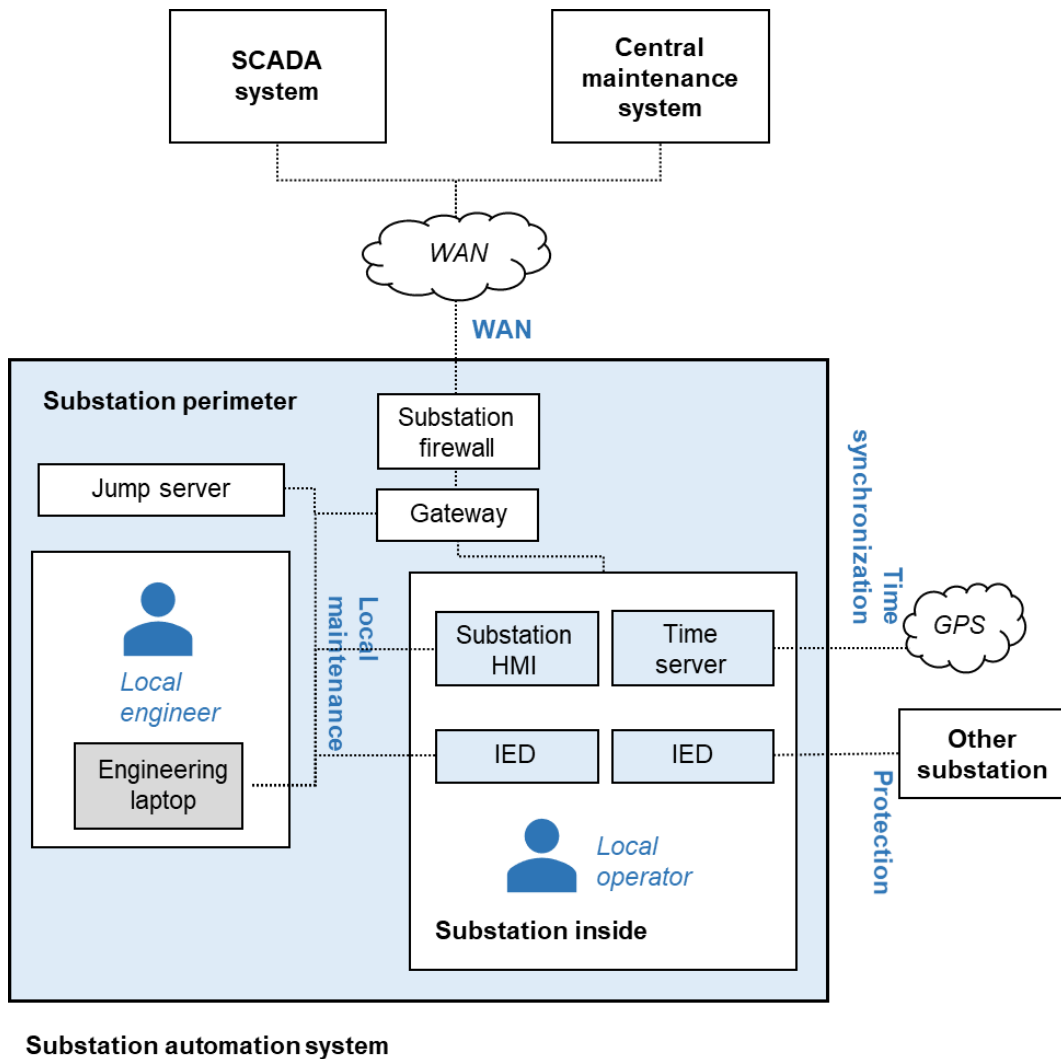 SCADA
system
Central
maintenance
system
WAN
WAN
Substation perimeter
Substation
firewall
Jump server
Gateway
Time
synchronization
Local
maintenance
Substation
HMI
Time
server
GPS
Local
engineer
IED
IED
Other
substation
Engineering
laptop
Protection
Local
operator
Substation inside
Substation automation system